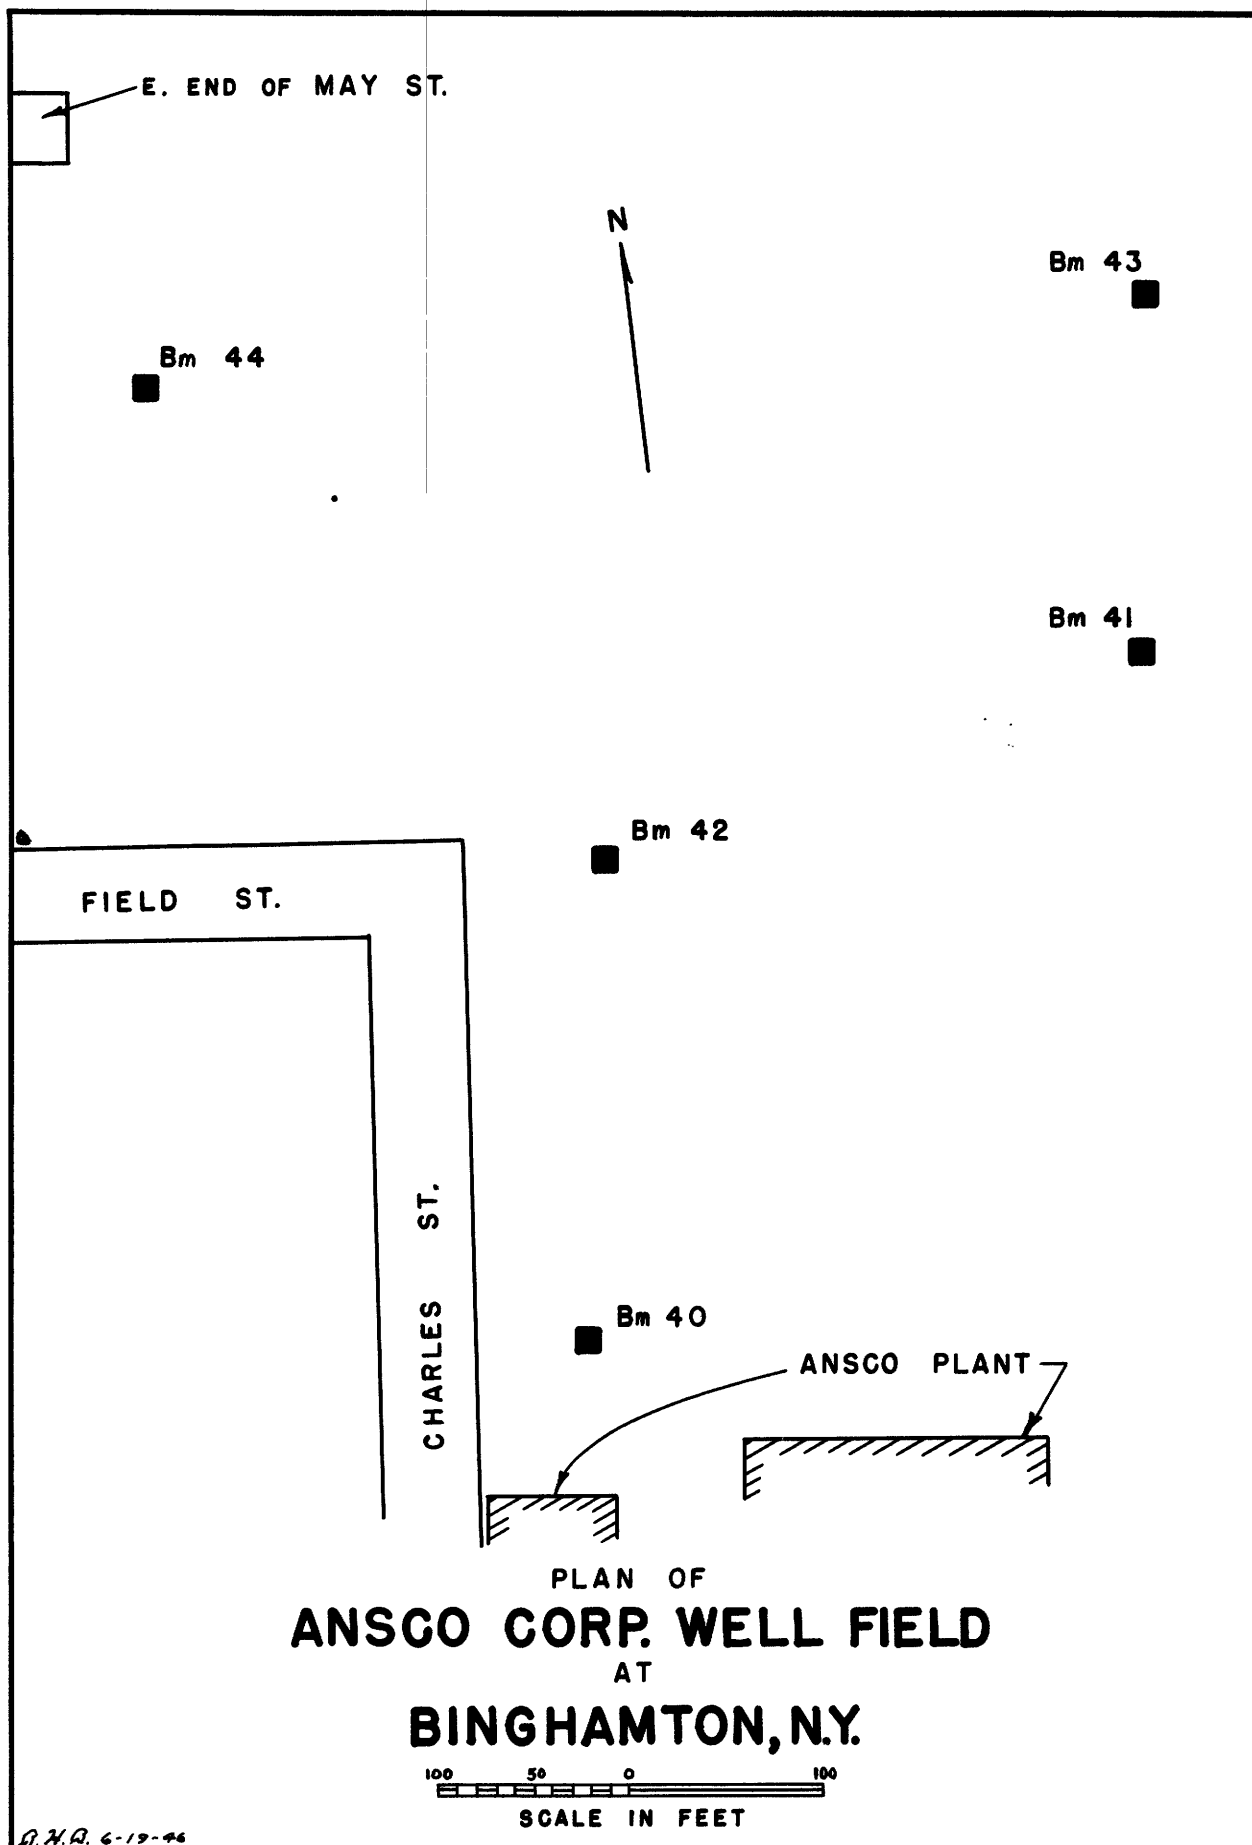 E. END OF MAY ST.
N
Bm 43
Bm 44
Bm 41
Bm 42
FIELD ST.
CHARLES ST.
Bm 40
ANSCO PLANT
PLAN OF
ANSCO CORP. WELL FIELD
AT
BINGHAMTON, N.Y.
100 50 0 100
SCALE IN FEET
6-19-46